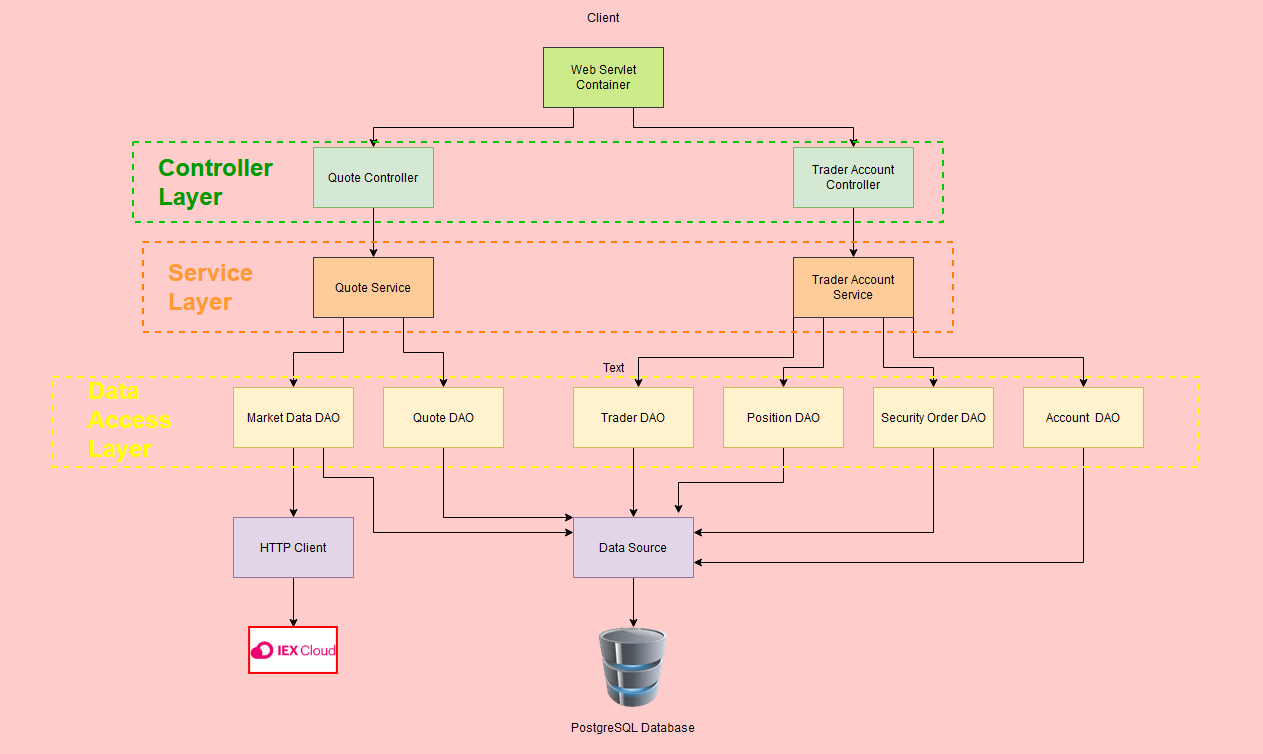 Client
Web Servlet
Container
Controller
Layer
Quote Controller
Trader Account
Controller
Service
Layer
Quote Service
Trader Account
Service
Text
Data
Access
Layer
Market Data DAO
Quote DAO
Trader DAO
Position DAO
Security Order DAO
Account  DAO
HTTP Client
Data Source
IEX Cloud
PostgreSQL Database